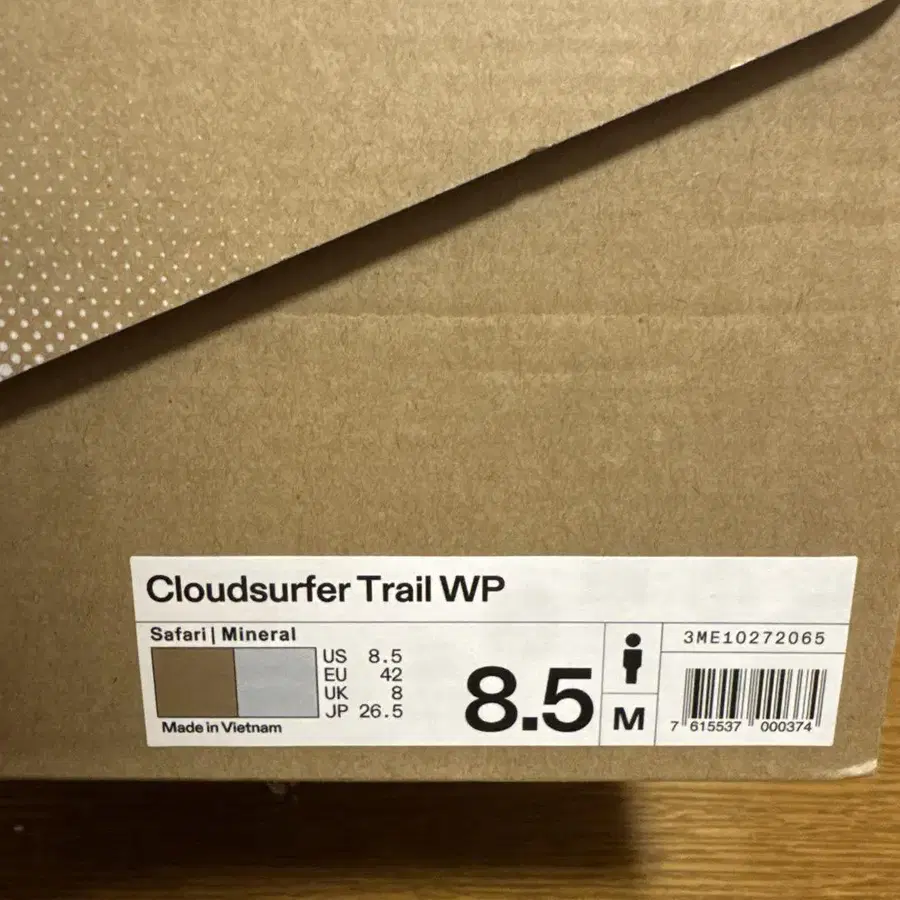 Cloudsurfer Trail WP
Safari | Mineral
US 8.5
EU 42
UK 8
JP 26.5
Made in Vietnam
8.5
M
3ME10272065
7 615537 000374